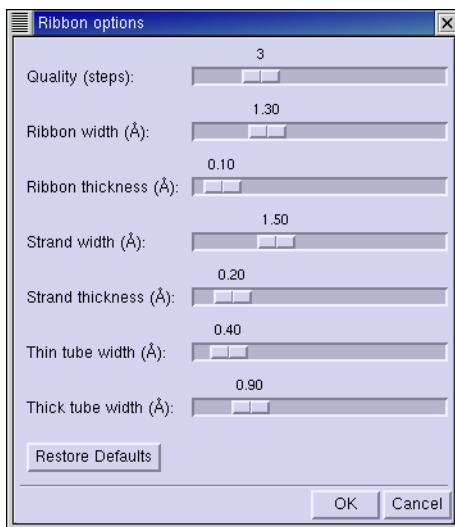 Ribbon options
3
Quality (steps):
1.30
Ribbon width (Å):
0.10
Ribbon thickness (Å):
1.50
Strand width (Å):
0.20
Strand thickness (Å):
0.40
Thin tube width (Å):
0.90
Thick tube width (Å):
Restore Defaults
OK Cancel